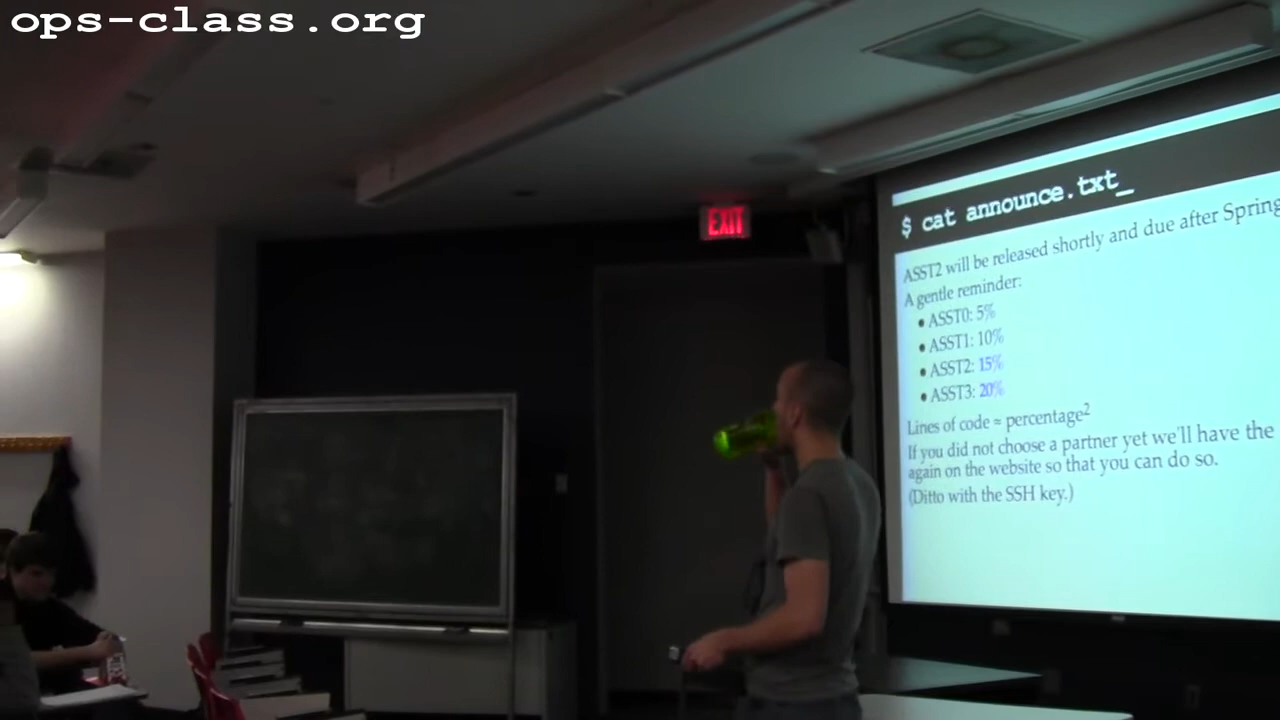 ops-class.org
EXIT
$ cat announce.txt_
ASST2 will be released shortly and due after Spring
A gentle reminder:
• ASST0: 5%
• ASST1: 10%
• ASST2: 15%
• ASST3: 20%
Lines of code ≈ percentage²
If you did not choose a partner yet we'll have the
again on the website so that you can do so.
(Ditto with the SSH key.)